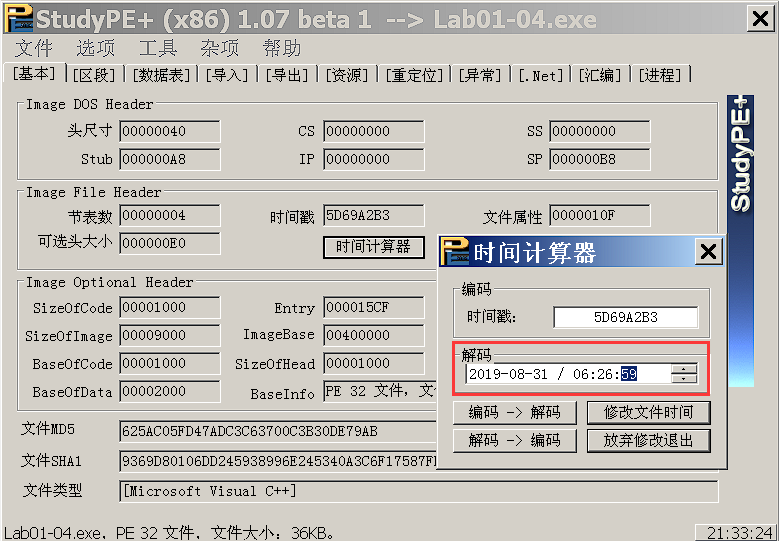 StudyPE+ (x86) 1.07 beta 1 --> Lab01-04.exe
文件 选项 工具 杂项 帮助
[基本] [区段] [数据表] [导入] [导出] [资源] [重定位] [异常] [.Net] [汇编] [进程]
Image DOS Header
头尺寸 00000040 CS 00000000 SS 00000000
Stub 000000A8 IP 00000000 SP 000000B8
StudyPE+
Image File Header
节表数 00000004 时间戳 5D69A2B3 文件属性 0000010F
可选头大小 000000E0 时间计算器
Image Optional Header
SizeOfCode 00001000 Entry 000015CF
SizeOfImage 00009000 ImageBase 00400000
BaseOfCode 00001000 SizeOfHead 00001000
BaseOfData 00002000 BaseInfo PE 32 文件,
文件MD5 625AC05FD47ADC3C63700C3B30DE79AB
文件SHA1 9369D80106DD245938996E245340A3C6F17587F
文件类型 [Microsoft Visual C++]
时间计算器
编码
时间戳: 5D69A2B3
解码
2019-08-31 / 06:26:59
编码 -> 解码 修改文件时间
解码 -> 编码 放弃修改退出
Lab01-04.exe, PE 32 文件, 文件大小: 36KB。 21:33:24